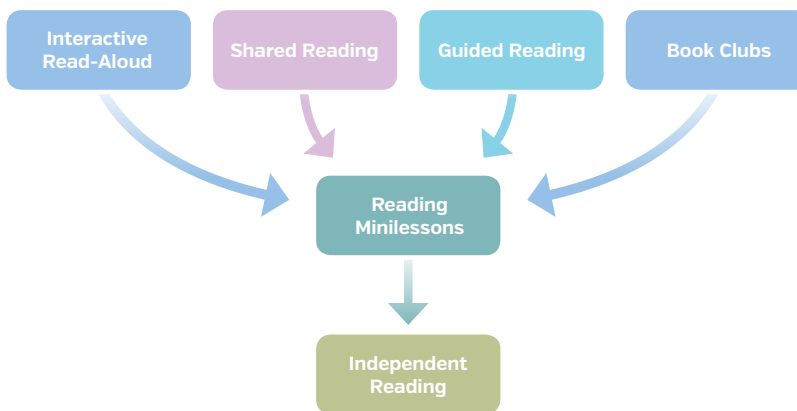 Interactive
Read-Aloud
Shared Reading
Guided Reading
Book Clubs
Reading
Minilessons
Independent
Reading